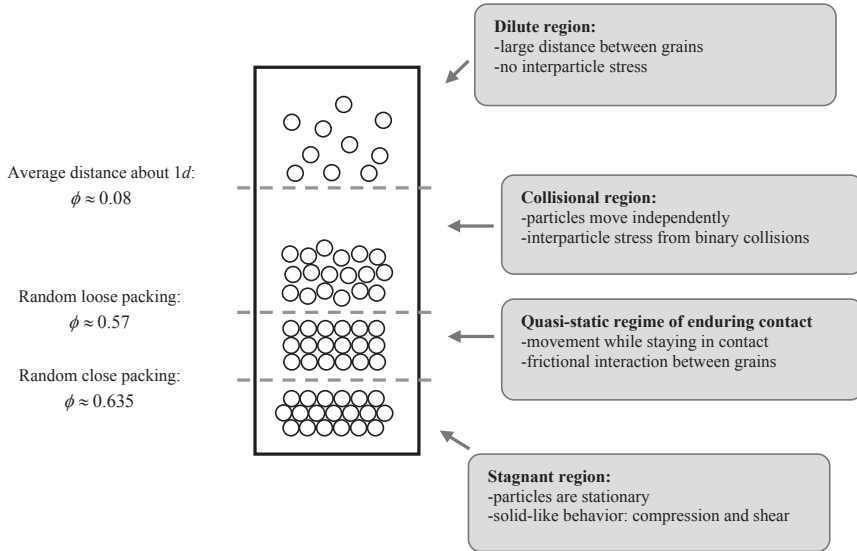 Dilute region:
-large distance between grains
-no interparticle stress
Average distance about 1d:
ϕ ≈ 0.08
Collisional region:
-particles move independently
-interparticle stress from binary collisions
Random loose packing:
ϕ ≈ 0.57
Quasi-static regime of enduring contact
-movement while staying in contact
-frictional interaction between grains
Random close packing:
ϕ ≈ 0.635
Stagnant region:
-particles are stationary
-solid-like behavior: compression and shear